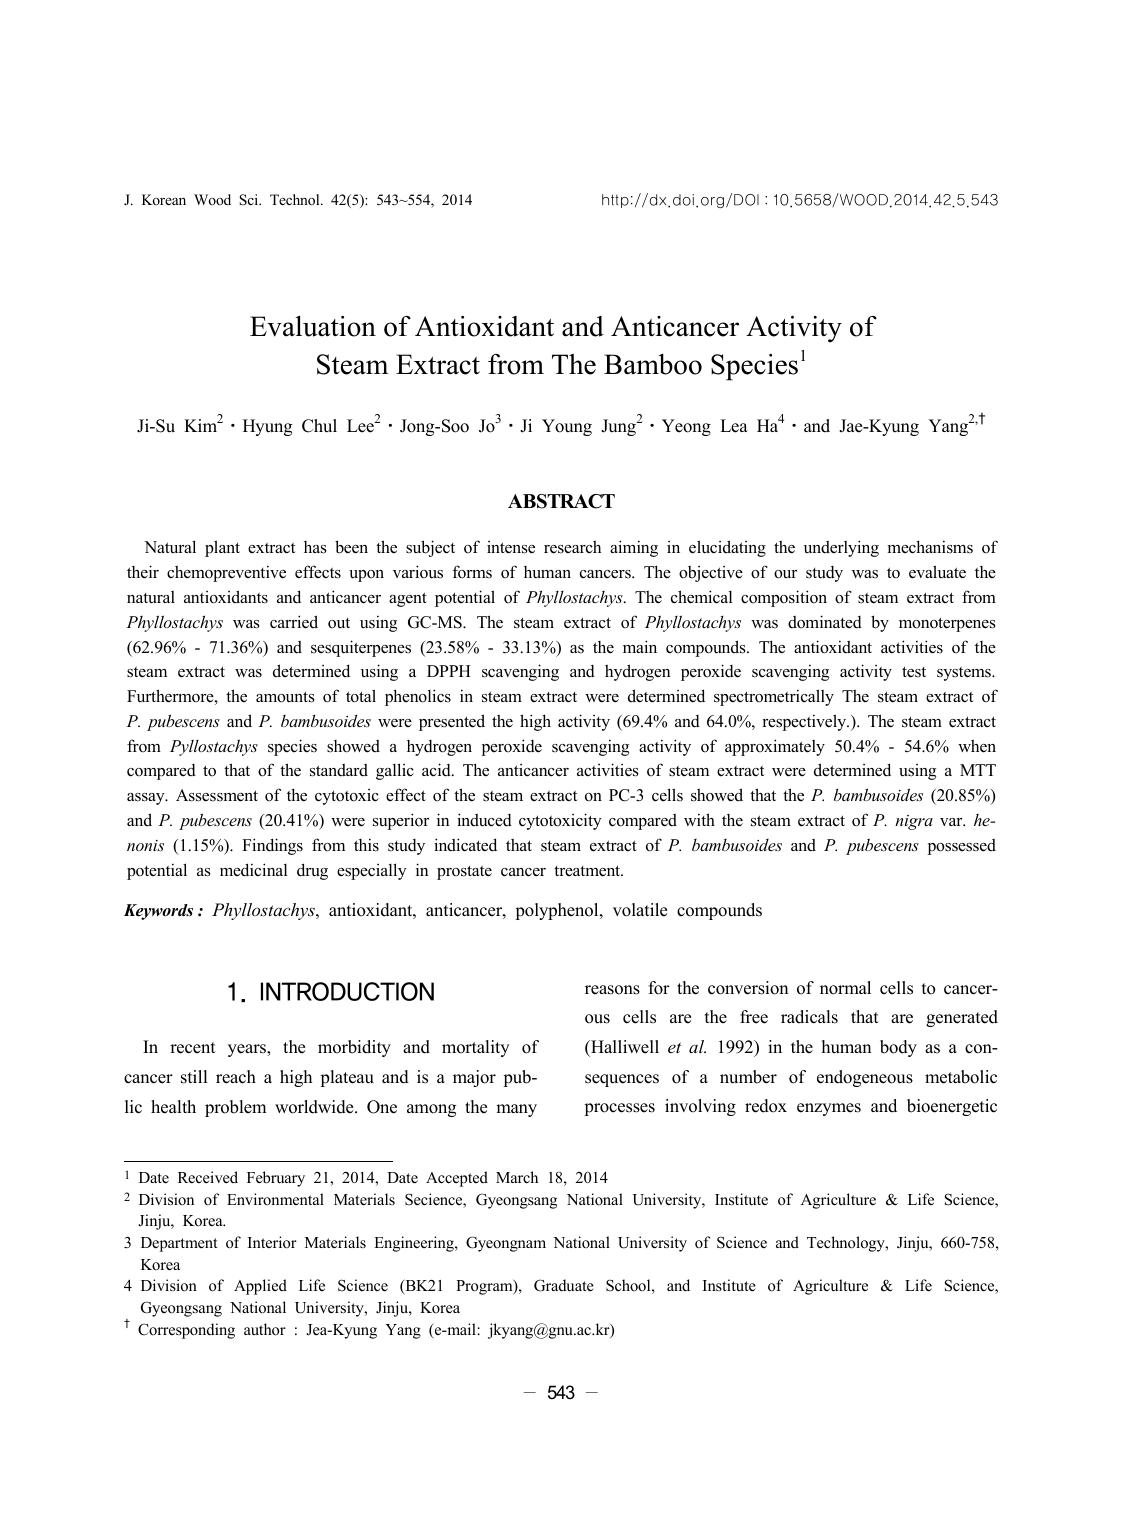 J. Korean Wood Sci. Technol. 42(5): 543~554, 2014
http://dx.doi.org/DOI : 10.5658/WOOD.2014.42.5.543
Evaluation of Antioxidant and Anticancer Activity of
Steam Extract from The Bamboo Species1
Ji-Su Kim2 · Hyung Chul Lee2 · Jong-Soo Jo3 · Ji Young Jung2 · Yeong Lea Ha4 · and Jae-Kyung Yang2,†
ABSTRACT
Natural plant extract has been the subject of intense research aiming in elucidating the underlying mechanisms of
their chemopreventive effects upon various forms of human cancers. The objective of our study was to evaluate the
natural antioxidants and anticancer agent potential of Phyllostachys. The chemical composition of steam extract from
Phyllostachys was carried out using GC-MS. The steam extract of Phyllostachys was dominated by monoterpenes
(62.96% - 71.36%) and sesquiterpenes (23.58% - 33.13%) as the main compounds. The antioxidant activities of the
steam extract was determined using a DPPH scavenging and hydrogen peroxide scavenging activity test systems.
Furthermore, the amounts of total phenolics in steam extract were determined spectrometrically The steam extract of
P. pubescens and P. bambusoides were presented the high activity (69.4% and 64.0%, respectively.). The steam extract
from Pyllostachys species showed a hydrogen peroxide scavenging activity of approximately 50.4% - 54.6% when
compared to that of the standard gallic acid. The anticancer activities of steam extract were determined using a MTT
assay. Assessment of the cytotoxic effect of the steam extract on PC-3 cells showed that the P. bambusoides (20.85%)
and P. pubescens (20.41%) were superior in induced cytotoxicity compared with the steam extract of P. nigra var. he-
nonis (1.15%). Findings from this study indicated that steam extract of P. bambusoides and P. pubescens possessed
potential as medicinal drug especially in prostate cancer treatment.
Keywords : Phyllostachys, antioxidant, anticancer, polyphenol, volatile compounds
1. INTRODUCTION
In recent years, the morbidity and mortality of
cancer still reach a high plateau and is a major pub-
lic health problem worldwide. One among the many
reasons for the conversion of normal cells to cancer-
ous cells are the free radicals that are generated
(Halliwell et al. 1992) in the human body as a con-
sequences of a number of endogeneous metabolic
processes involving redox enzymes and bioenergetic
1 Date Received February 21, 2014, Date Accepted March 18, 2014
2 Division of Environmental Materials Secience, Gyeongsang National University, Institute of Agriculture & Life Science,
Jinju, Korea.
3 Department of Interior Materials Engineering, Gyeongnam National University of Science and Technology, Jinju, 660-758,
Korea
4 Division of Applied Life Science (BK21 Program), Graduate School, and Institute of Agriculture & Life Science,
Gyeongsang National University, Jinju, Korea
† Corresponding author : Jea-Kyung Yang (e-mail: jkyang@gnu.ac.kr)
− 543 −